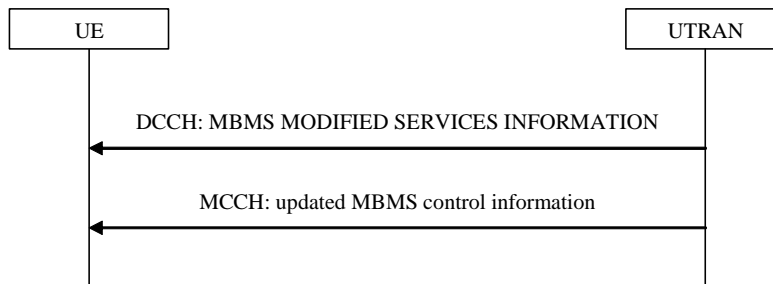 UE
UTRAN
DCCH: MBMS MODIFIED SERVICES INFORMATION
MCCH: updated MBMS control information